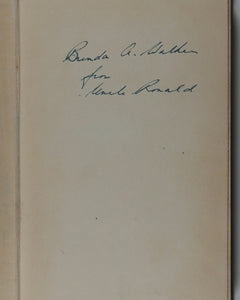 Brenda A. Walker
from
Uncle Ronald